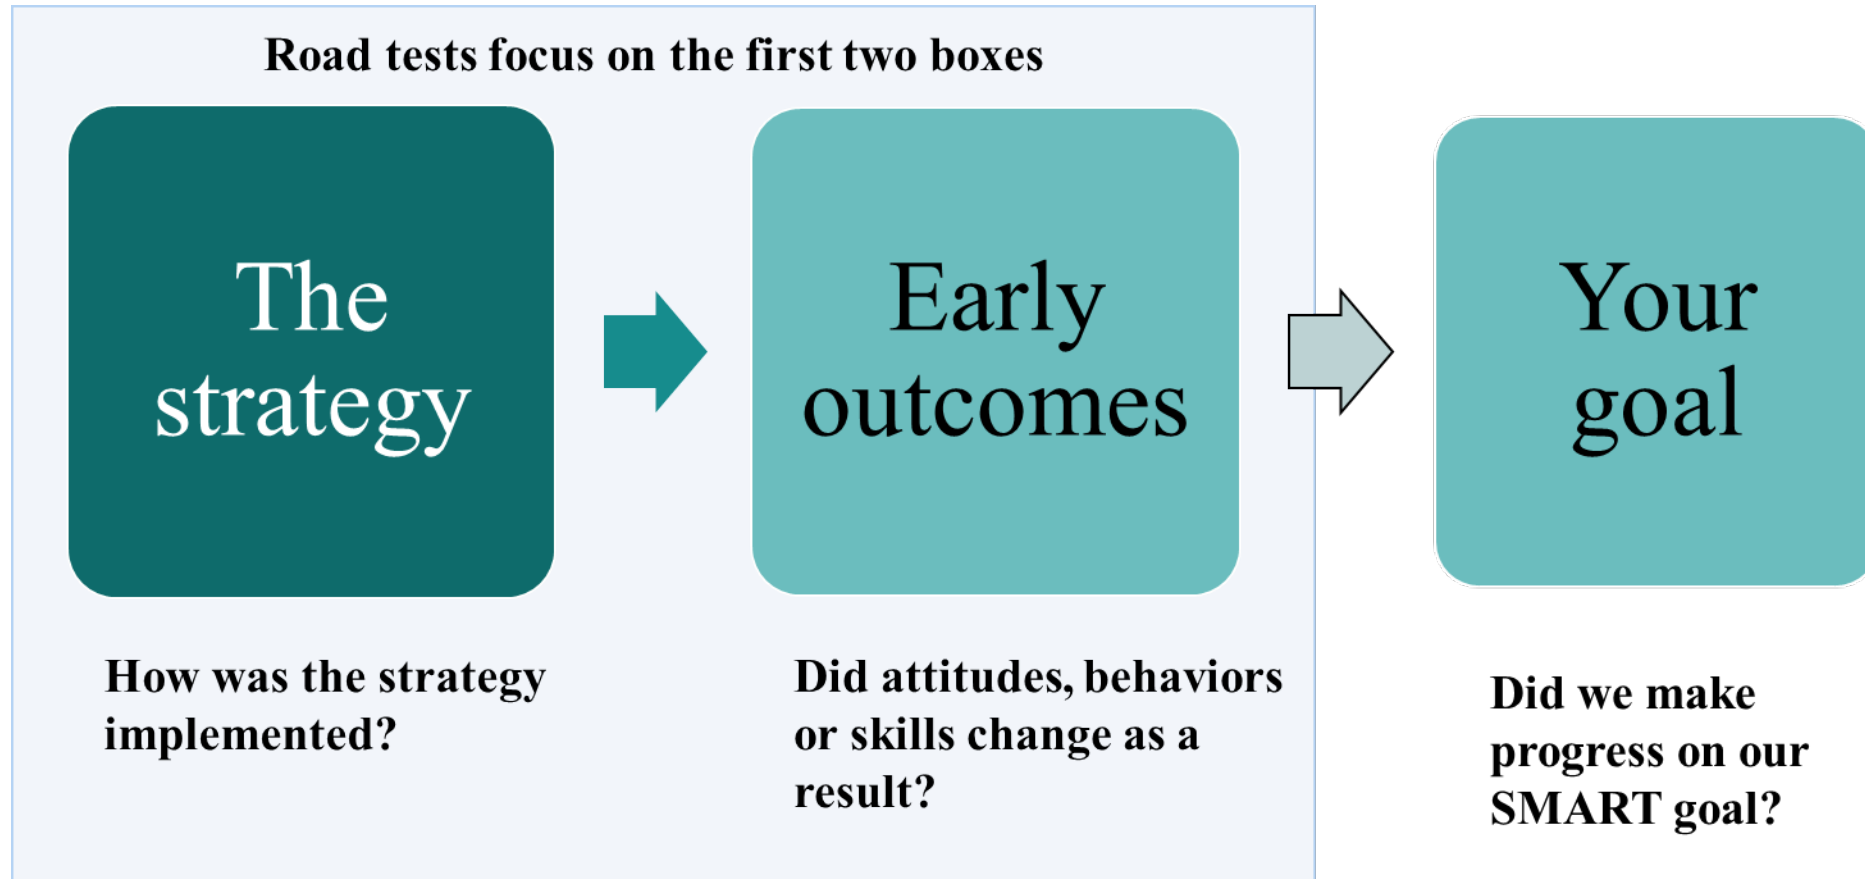 Road tests focus on the first two boxes
The
strategy
Early
outcomes
Your
goal
How was the strategy
implemented?
Did attitudes, behaviors
or skills change as a
result?
Did we make
progress on our
SMART goal?